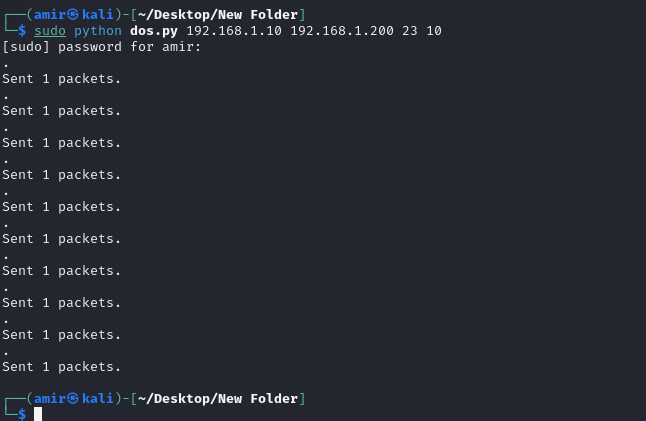 ┌──(amir㉿kali)-[~/Desktop/New Folder]
└─$ sudo python dos.py 192.168.1.10 192.168.1.200 23 10
[sudo] password for amir:
.
Sent 1 packets.
.
Sent 1 packets.
.
Sent 1 packets.
.
Sent 1 packets.
.
Sent 1 packets.
.
Sent 1 packets.
.
Sent 1 packets.
.
Sent 1 packets.
.
Sent 1 packets.
.
Sent 1 packets.
┌──(amir㉿kali)-[~/Desktop/New Folder]
└─$